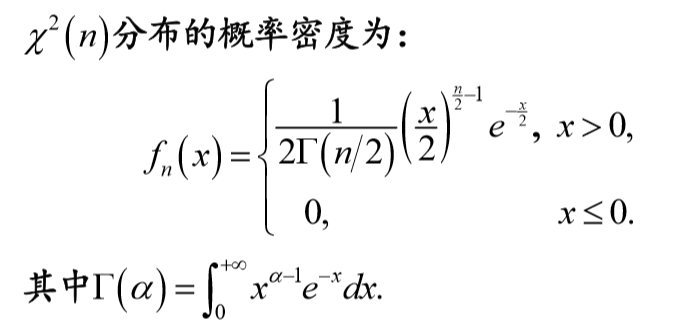 χ²(n)分布的概率密度为：
fₙ(x) = { 1/(2Γ(n/2)) (x/2)^(n/2−1) e^(−x/2), x > 0,
0, x ≤ 0.
其中Γ(α) = ∫₀^(+∞) x^(α−1) e^(−x) dx.